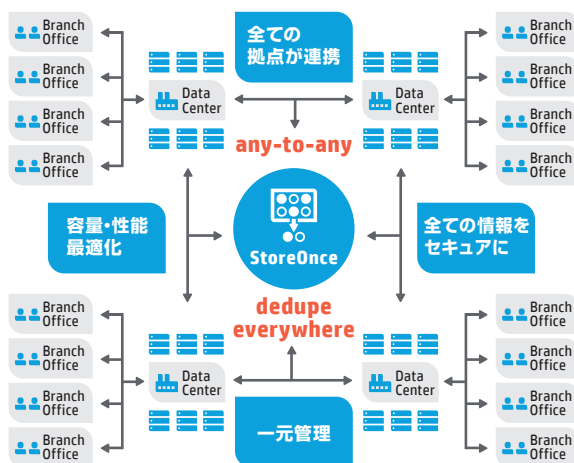 Branch
Office
Branch
Office
Branch
Office
Branch
Office
Data
Center
全ての
拠点が連携
Data
Center
Branch
Office
Branch
Office
Branch
Office
Branch
Office
any-to-any
容量・性能
最適化
StoreOnce
全ての情報を
セキュアに
dedupe
everywhere
Branch
Office
Branch
Office
Branch
Office
Branch
Office
Data
Center
一元管理
Data
Center
Branch
Office
Branch
Office
Branch
Office
Branch
Office